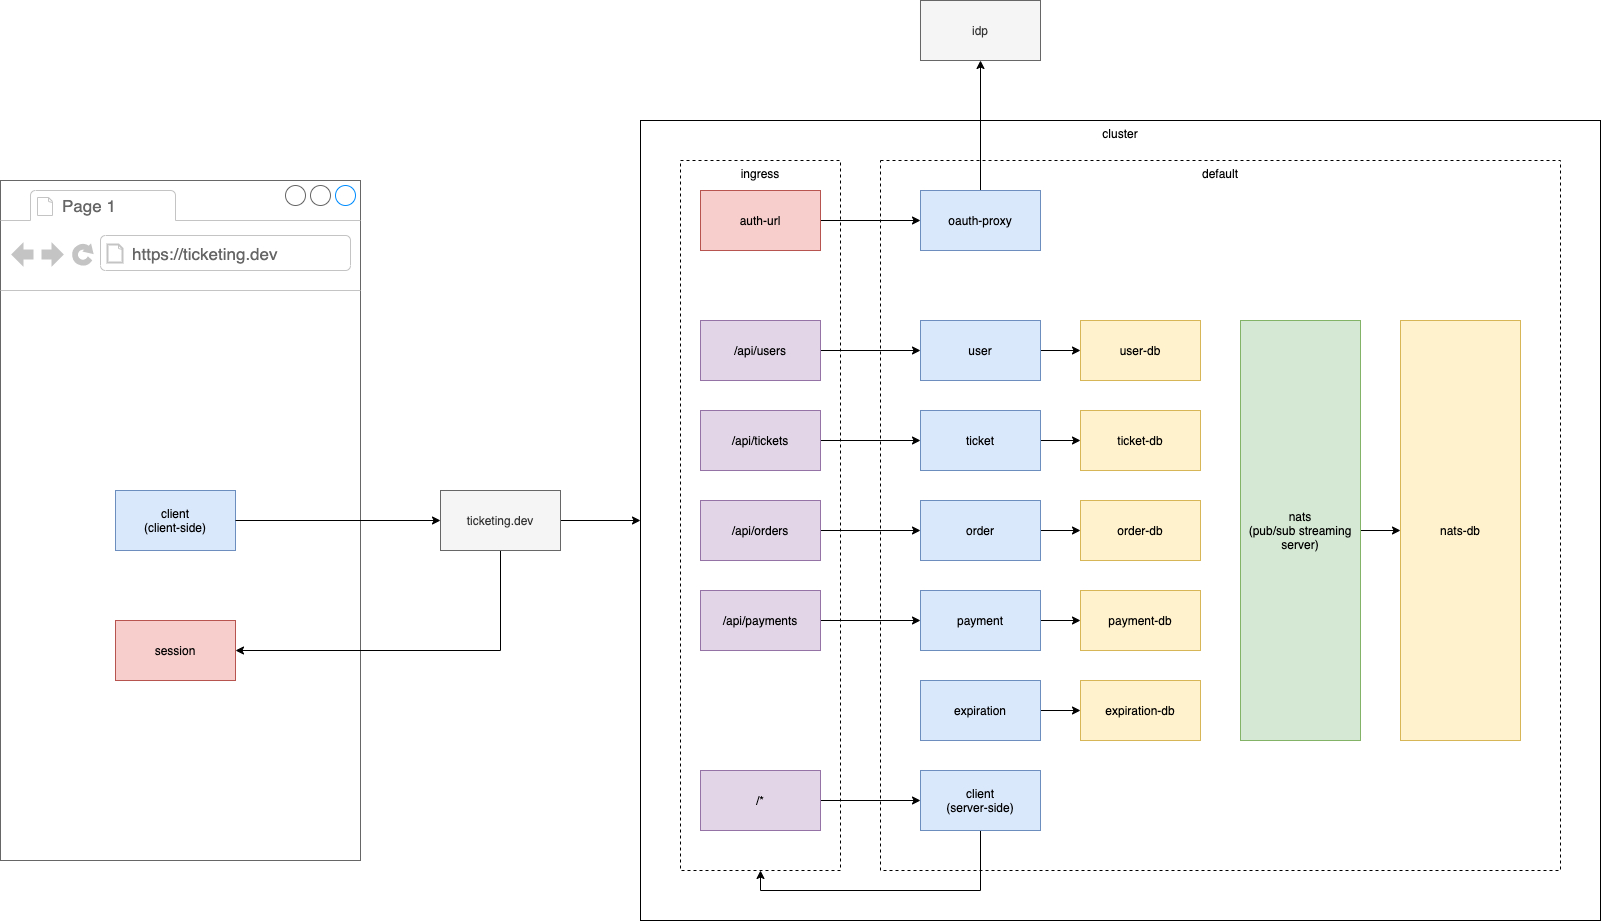 idp
cluster
ingress
default
Page 1
https://ticketing.dev
auth-url
oauth-proxy
/api/users
user
user-db
/api/tickets
ticket
ticket-db
client
(client-side)
ticketing.dev
/api/orders
order
order-db
nats
(pub/sub streaming
server)
nats-db
/api/payments
payment
payment-db
session
expiration
expiration-db
/*
client
(server-side)